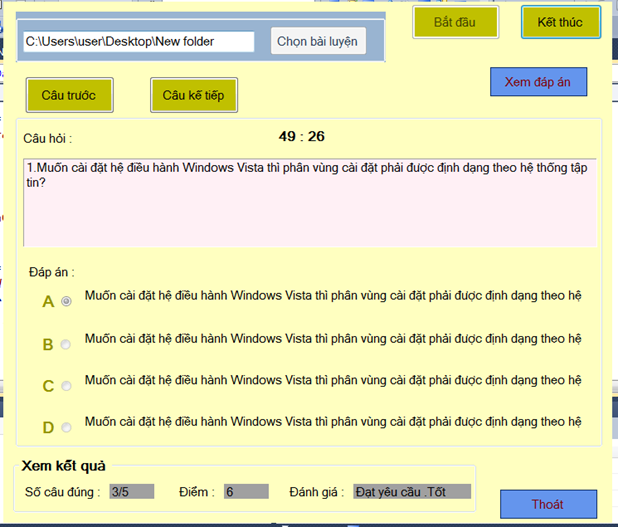 Bắt đầu
Kết thúc
C:\Users\user\Desktop\New folder
Chọn bài luyện
Xem đáp án
Câu trước
Câu kế tiếp
Câu hỏi :
49 : 26
1.Muốn cài đặt hệ điều hành Windows Vista thì phân vùng cài đặt phải được định dạng theo hệ thống tập
tin?
Đáp án :
A Muốn cài đặt hệ điều hành Windows Vista thì phân vùng cài đặt phải được định dạng theo hệ
B Muốn cài đặt hệ điều hành Windows Vista thì phân vùng cài đặt phải được định dạng theo hệ
C Muốn cài đặt hệ điều hành Windows Vista thì phân vùng cài đặt phải được định dạng theo hệ
D Muốn cài đặt hệ điều hành Windows Vista thì phân vùng cài đặt phải được định dạng theo hệ
Xem kết quả
Số câu đúng : 3/5 Điểm : 6 Đánh giá : Đạt yêu cầu .Tốt
Thoát